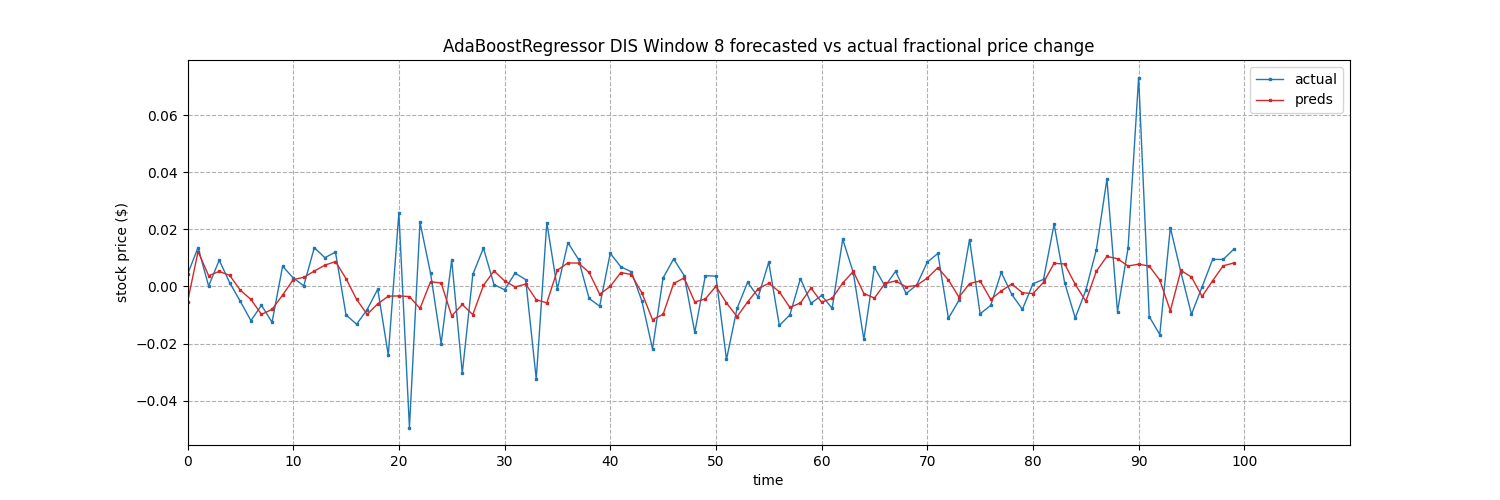 AdaBoostRegressor DIS Window 8 forecasted vs actual fractional price change
actual
preds
stock price ($)
0.06
0.04
0.02
0.00
−0.02
−0.04
0 10 20 30 40 50 60 70 80 90 100
time